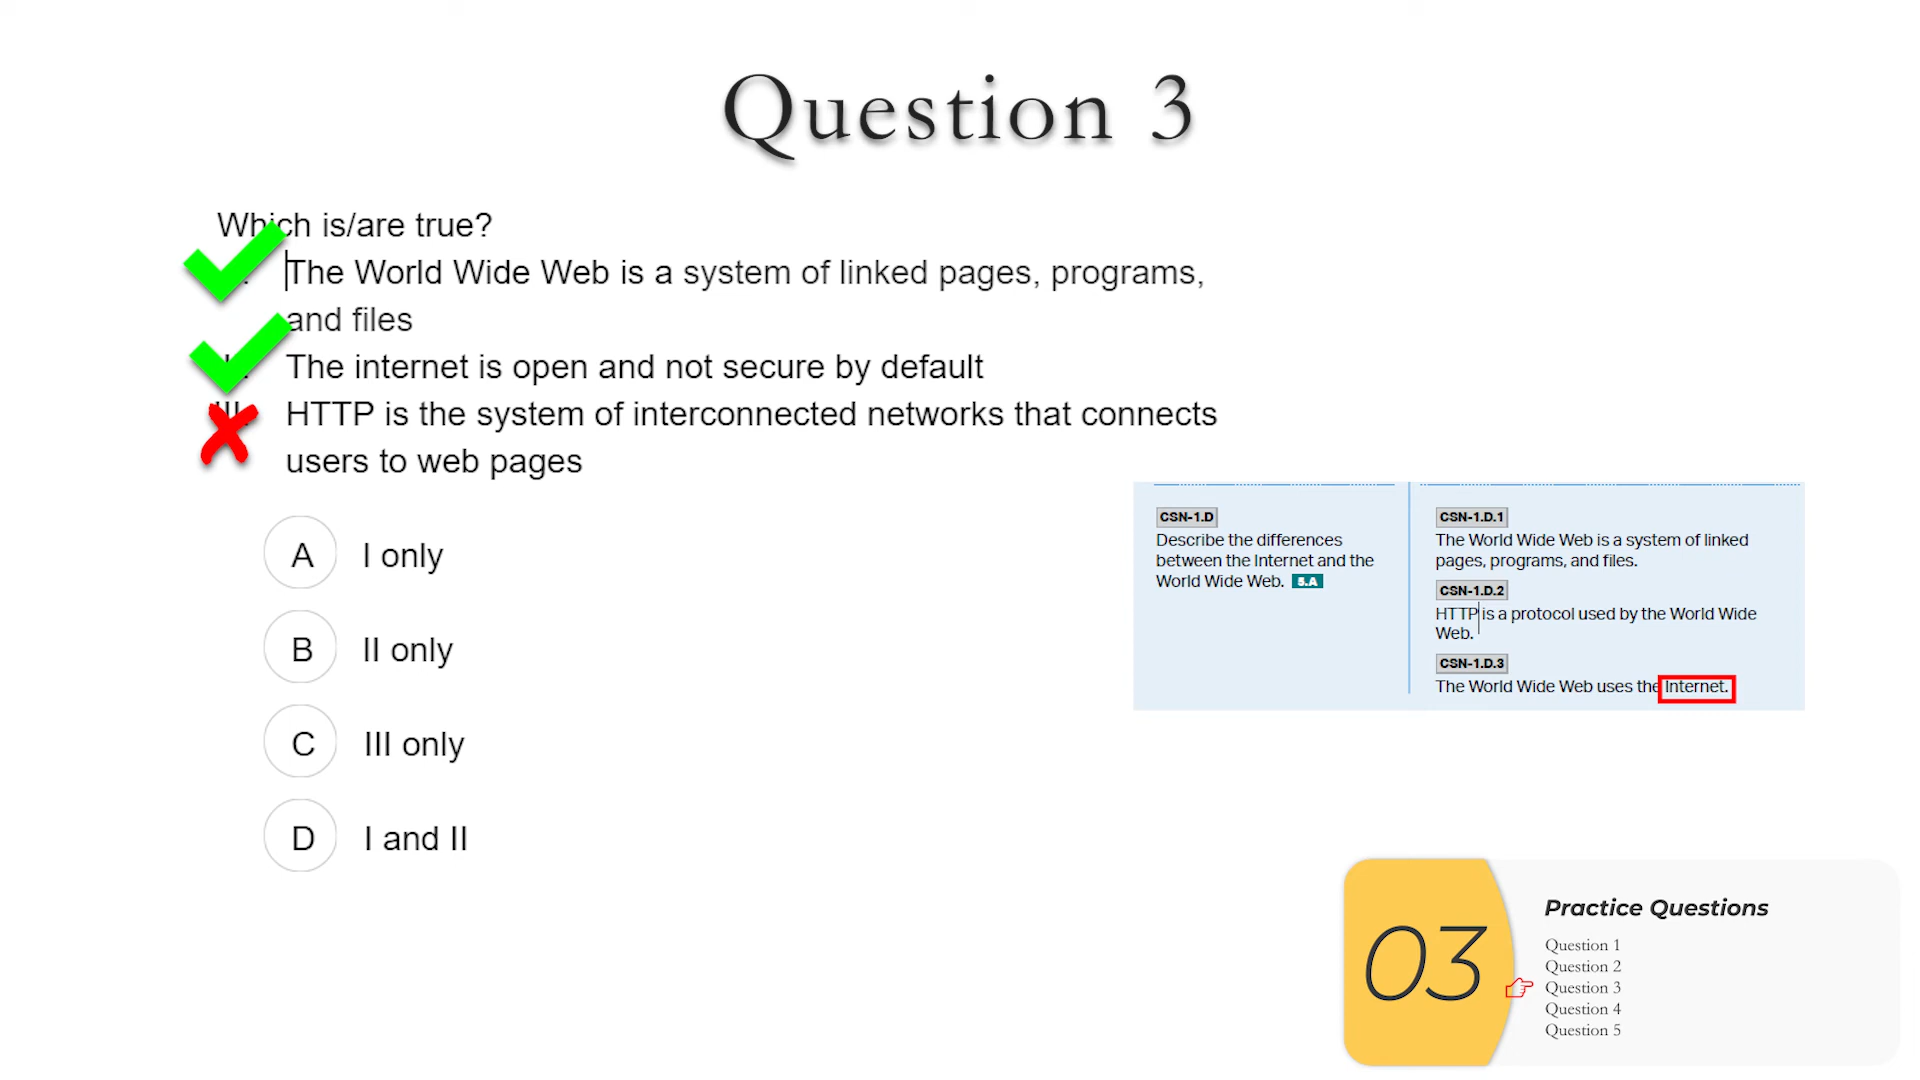 Question 3
Which is/are true?
The World Wide Web is a system of linked pages, programs,
and files
The internet is open and not secure by default
III. HTTP is the system of interconnected networks that connects
users to web pages
A I only
B II only
C III only
D I and II
CSN-1.D
Describe the differences
between the Internet and the
World Wide Web. 5.A
CSN-1.D.1
The World Wide Web is a system of linked
pages, programs, and files.
CSN-1.D.2
HTTP is a protocol used by the World Wide
Web.
CSN-1.D.3
The World Wide Web uses the Internet.
03
Practice Questions
Question 1
Question 2
Question 3
Question 4
Question 5